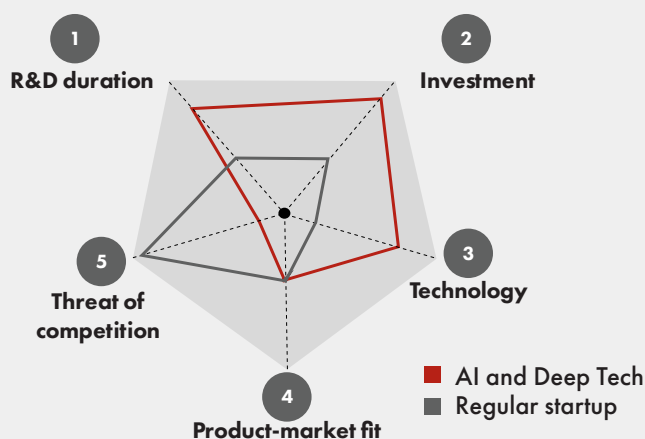 1
R&D duration
2
Investment
3
Technology
4
Product-market fit
5
Threat of
competition
AI and Deep Tech
Regular startup